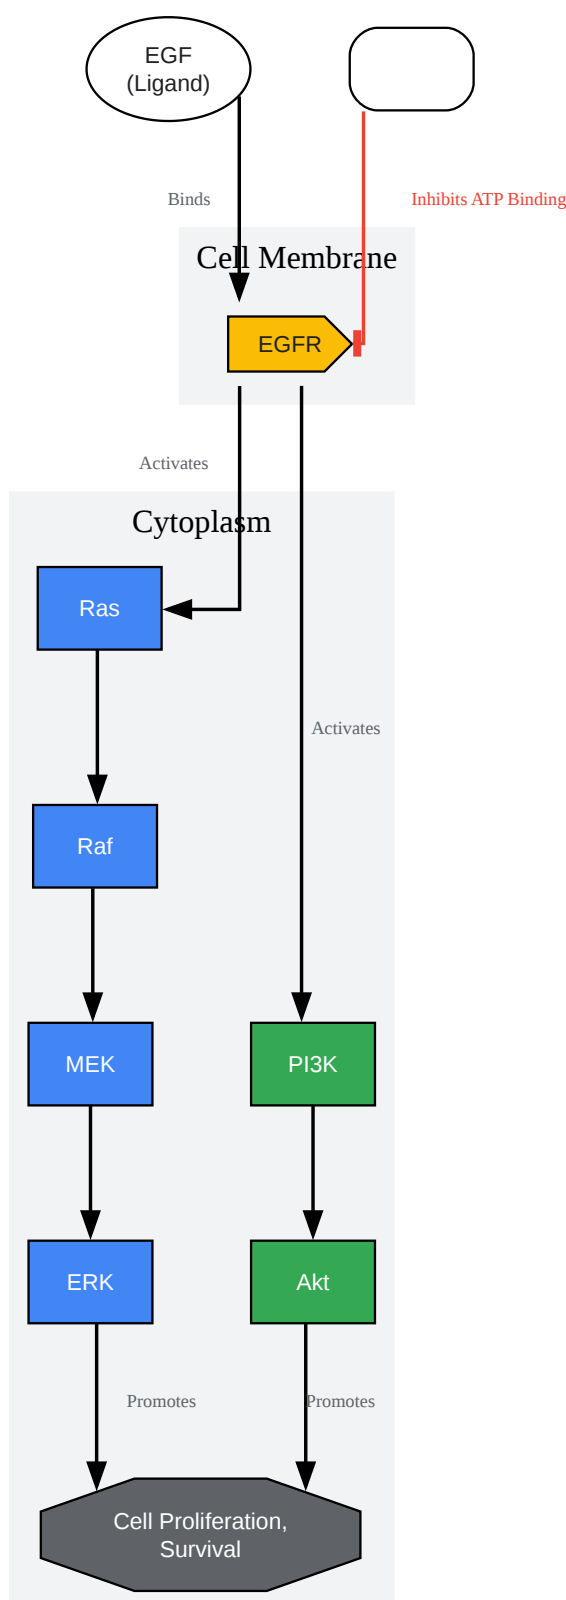 EGF
(Ligand)
Binds
Inhibits ATP Binding
Cell Membrane
EGFR
Activates
Cytoplasm
Ras
Activates
Raf
MEK
PI3K
ERK
Akt
Promotes
Promotes
Cell Proliferation,
Survival